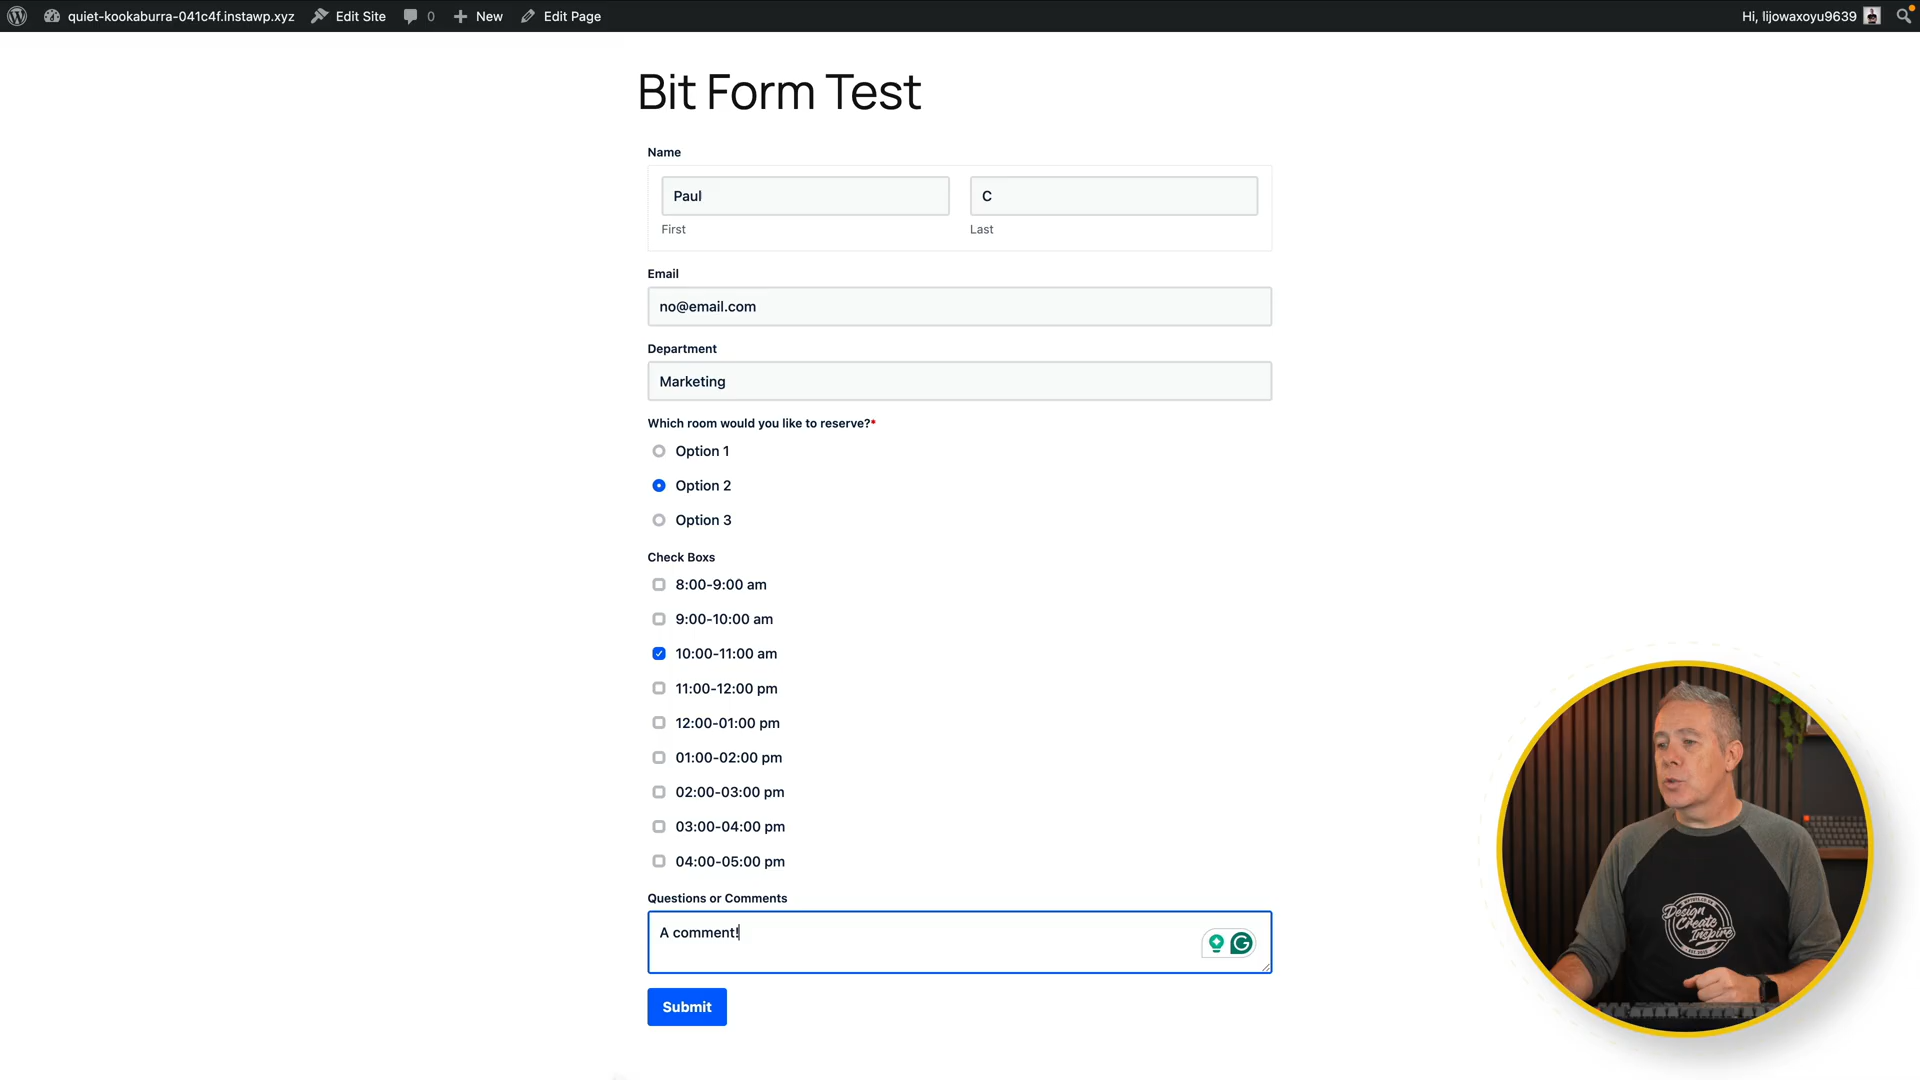 quiet-kookaburra-041c4f.instawp.xyz Edit Site 0 New Edit Page Hi, lijowaxoyu9639
Bit Form Test
Name
Paul C
First Last
Email
no@email.com
Department
Marketing
Which room would you like to reserve?*
Option 1
Option 2
Option 3
Check Boxs
8:00-9:00 am
9:00-10:00 am
10:00-11:00 am
11:00-12:00 pm
12:00-01:00 pm
01:00-02:00 pm
02:00-03:00 pm
03:00-04:00 pm
04:00-05:00 pm
Questions or Comments
A comment!
Design
Create
Inspire
Submit